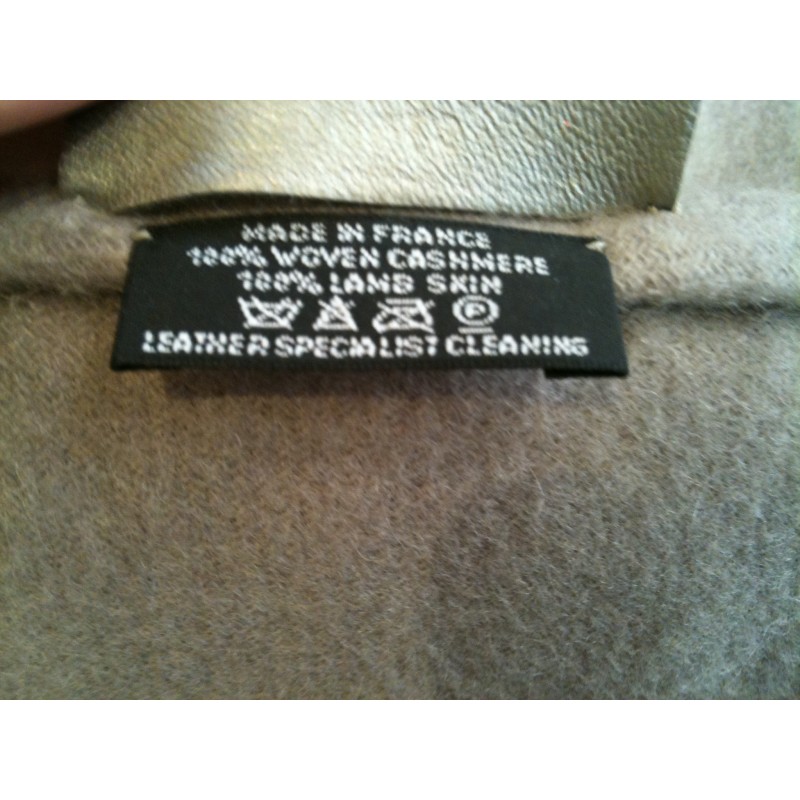 MADE IN FRANCE
100% WOVEN CASHMERE
100% LAMB SKIN
P
LEATHER SPECIALIST CLEANING